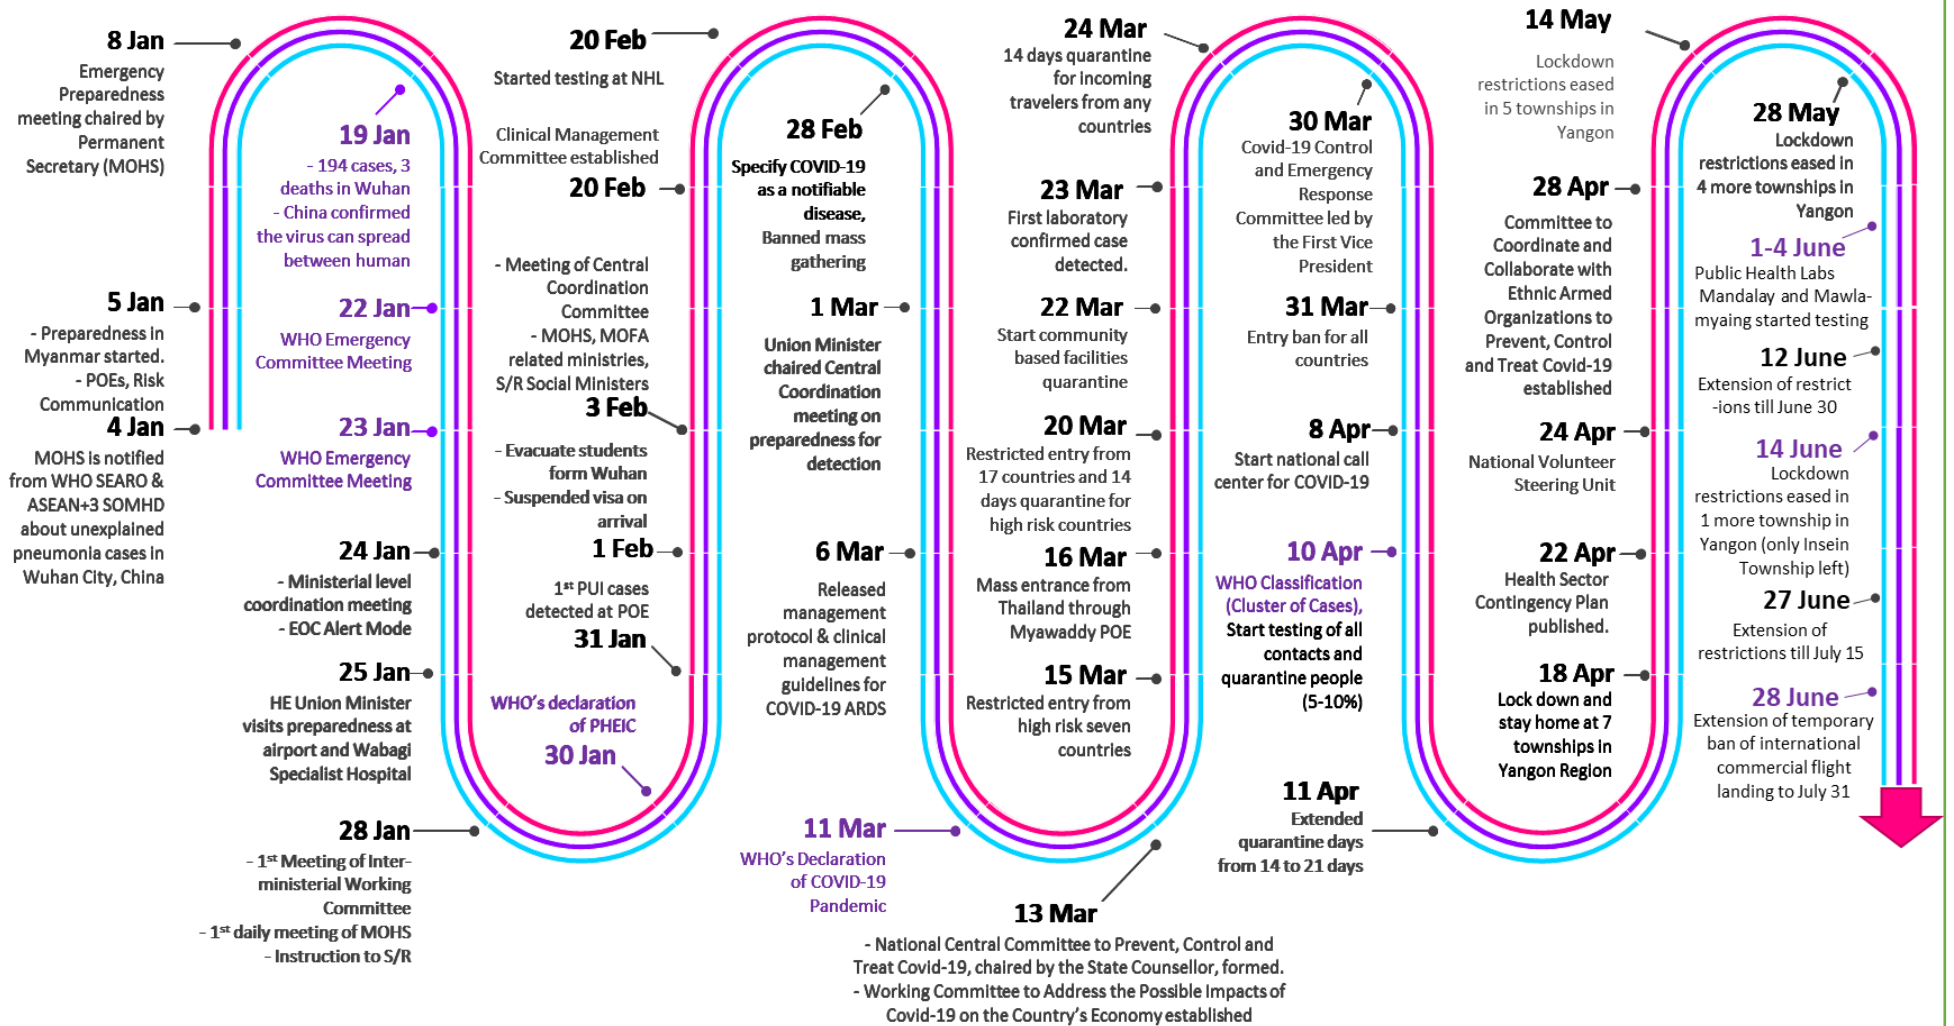 8 Jan
Emergency
Preparedness
meeting chaired by
Permanent
Secretary (MOHS)
5 Jan
- Preparedness in
Myanmar started.
- POEs, Risk
Communication
4 Jan
MOHS is notified
from WHO SEARO &
ASEAN+3 SOMHD
about unexplained
pneumonia cases in
Wuhan City, China
19 Jan
- 194 cases, 3
deaths in Wuhan
- China confirmed
the virus can spread
between human
22 Jan
WHO Emergency
Committee Meeting
23 Jan
WHO Emergency
Committee Meeting
24 Jan
- Ministerial level
coordination meeting
- EOC Alert Mode
25 Jan
HE Union Minister
visits preparedness at
airport and Wabagi
Specialist Hospital
28 Jan
- 1st Meeting of Inter-
ministerial Working
Committee
- 1st daily meeting of MOHS
- Instruction to S/R
20 Feb
Started testing at NHL
Clinical Management
Committee established
20 Feb
- Meeting of Central
Coordination
Committee
- MOHS, MOFA
related ministries,
S/R Social Ministers
3 Feb
- Evacuate students
form Wuhan
- Suspended visa on
arrival
1 Feb
1st PUI cases
detected at POE
31 Jan
WHO's declaration
of PHEIC
30 Jan
28 Feb
Specify COVID-19
as a notifiable
disease,
Banned mass
gathering
1 Mar
Union Minister
chaired Central
Coordination
meeting on
preparedness for
detection
6 Mar
Released
management
protocol & clinical
management
guidelines for
COVID-19 ARDS
11 Mar
WHO's Declaration
of COVID-19
Pandemic
13 Mar
- National Central Committee to Prevent, Control and
Treat Covid-19, chaired by the State Counsellor, formed.
- Working Committee to Address the Possible Impacts of
Covid-19 on the Country's Economy established
24 Mar
14 days quarantine
for incoming
travelers from any
countries
23 Mar
First laboratory
confirmed case
detected.
22 Mar
Start community
based facilities
quarantine
20 Mar
Restricted entry from
17 countries and 14
days quarantine for
high risk countries
16 Mar
Mass entrance from
Thailand through
Myawaddy POE
15 Mar
Restricted entry from
high risk seven
countries
30 Mar
Covid-19 Control
and Emergency
Response
Committee led by
the First Vice
President
31 Mar
Entry ban for all
countries
8 Apr
Start national call
center for COVID-19
10 Apr
WHO Classification
(Cluster of Cases),
Start testing of all
contacts and
quarantine people
(5-10%)
11 Apr
Extended
quarantine days
from 14 to 21 days
14 May
Lockdown
restrictions eased
in 5 townships in
Yangon
28 Apr
Committee to
Coordinate and
Collaborate with
Ethnic Armed
Organizations to
Prevent, Control
and Treat Covid-19
established
24 Apr
National Volunteer
Steering Unit
22 Apr
Health Sector
Contingency Plan
published.
18 Apr
Lock down and
stay home at 7
townships in
Yangon Region
28 May
Lockdown
restrictions eased in
4 more townships in
Yangon
1-4 June
Public Health Labs
Mandalay and Mawla-
myaing started testing
12 June
Extension of restrict
-ions till June 30
14 June
Lockdown
restrictions eased in
1 more township in
Yangon (only Insein
Township left)
27 June
Extension of
restrictions till July 15
28 June
Extension of temporary
ban of international
commercial flight
landing to July 31